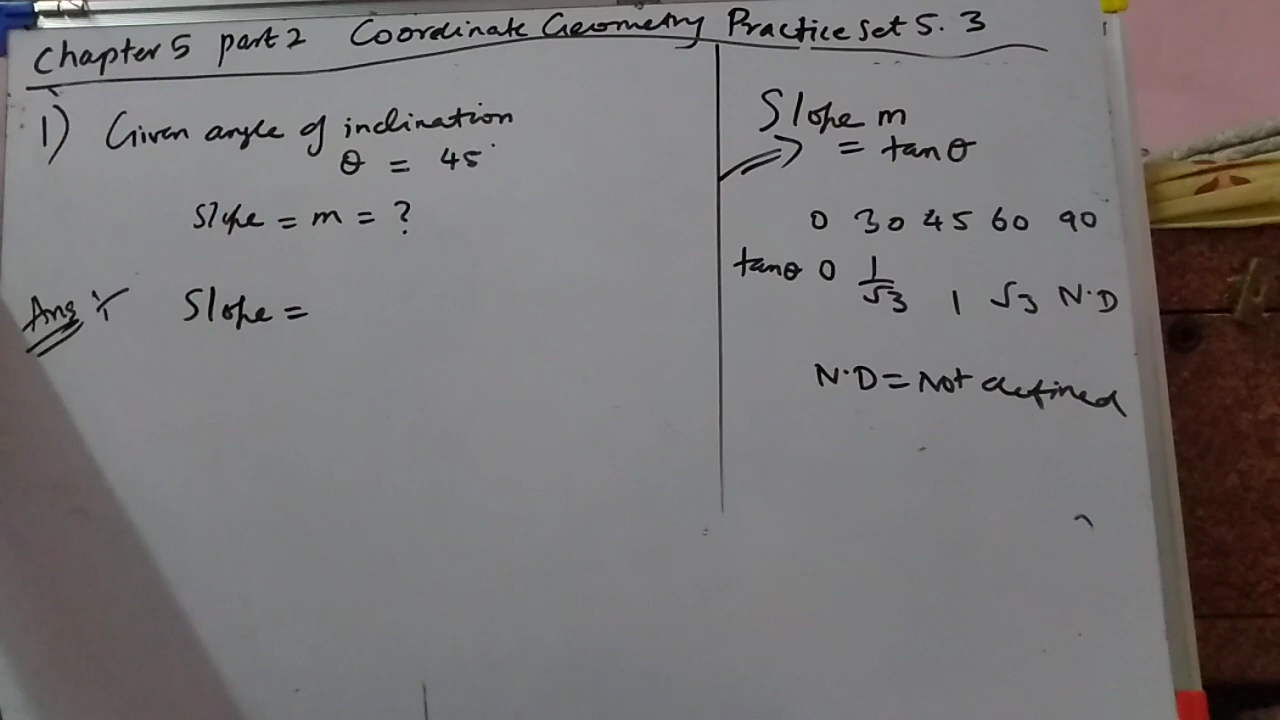 Chapter 5 part 2 Coordinate Geometry Practice Set 5.3
1) Given angle of inclination
θ = 45°
Slope = m = ?
Ans :- Slope =
Slope m
= tanθ
0 30 45 60 90
tanθ 0 1/√3 1 √3 N.D
N.D = Not defined